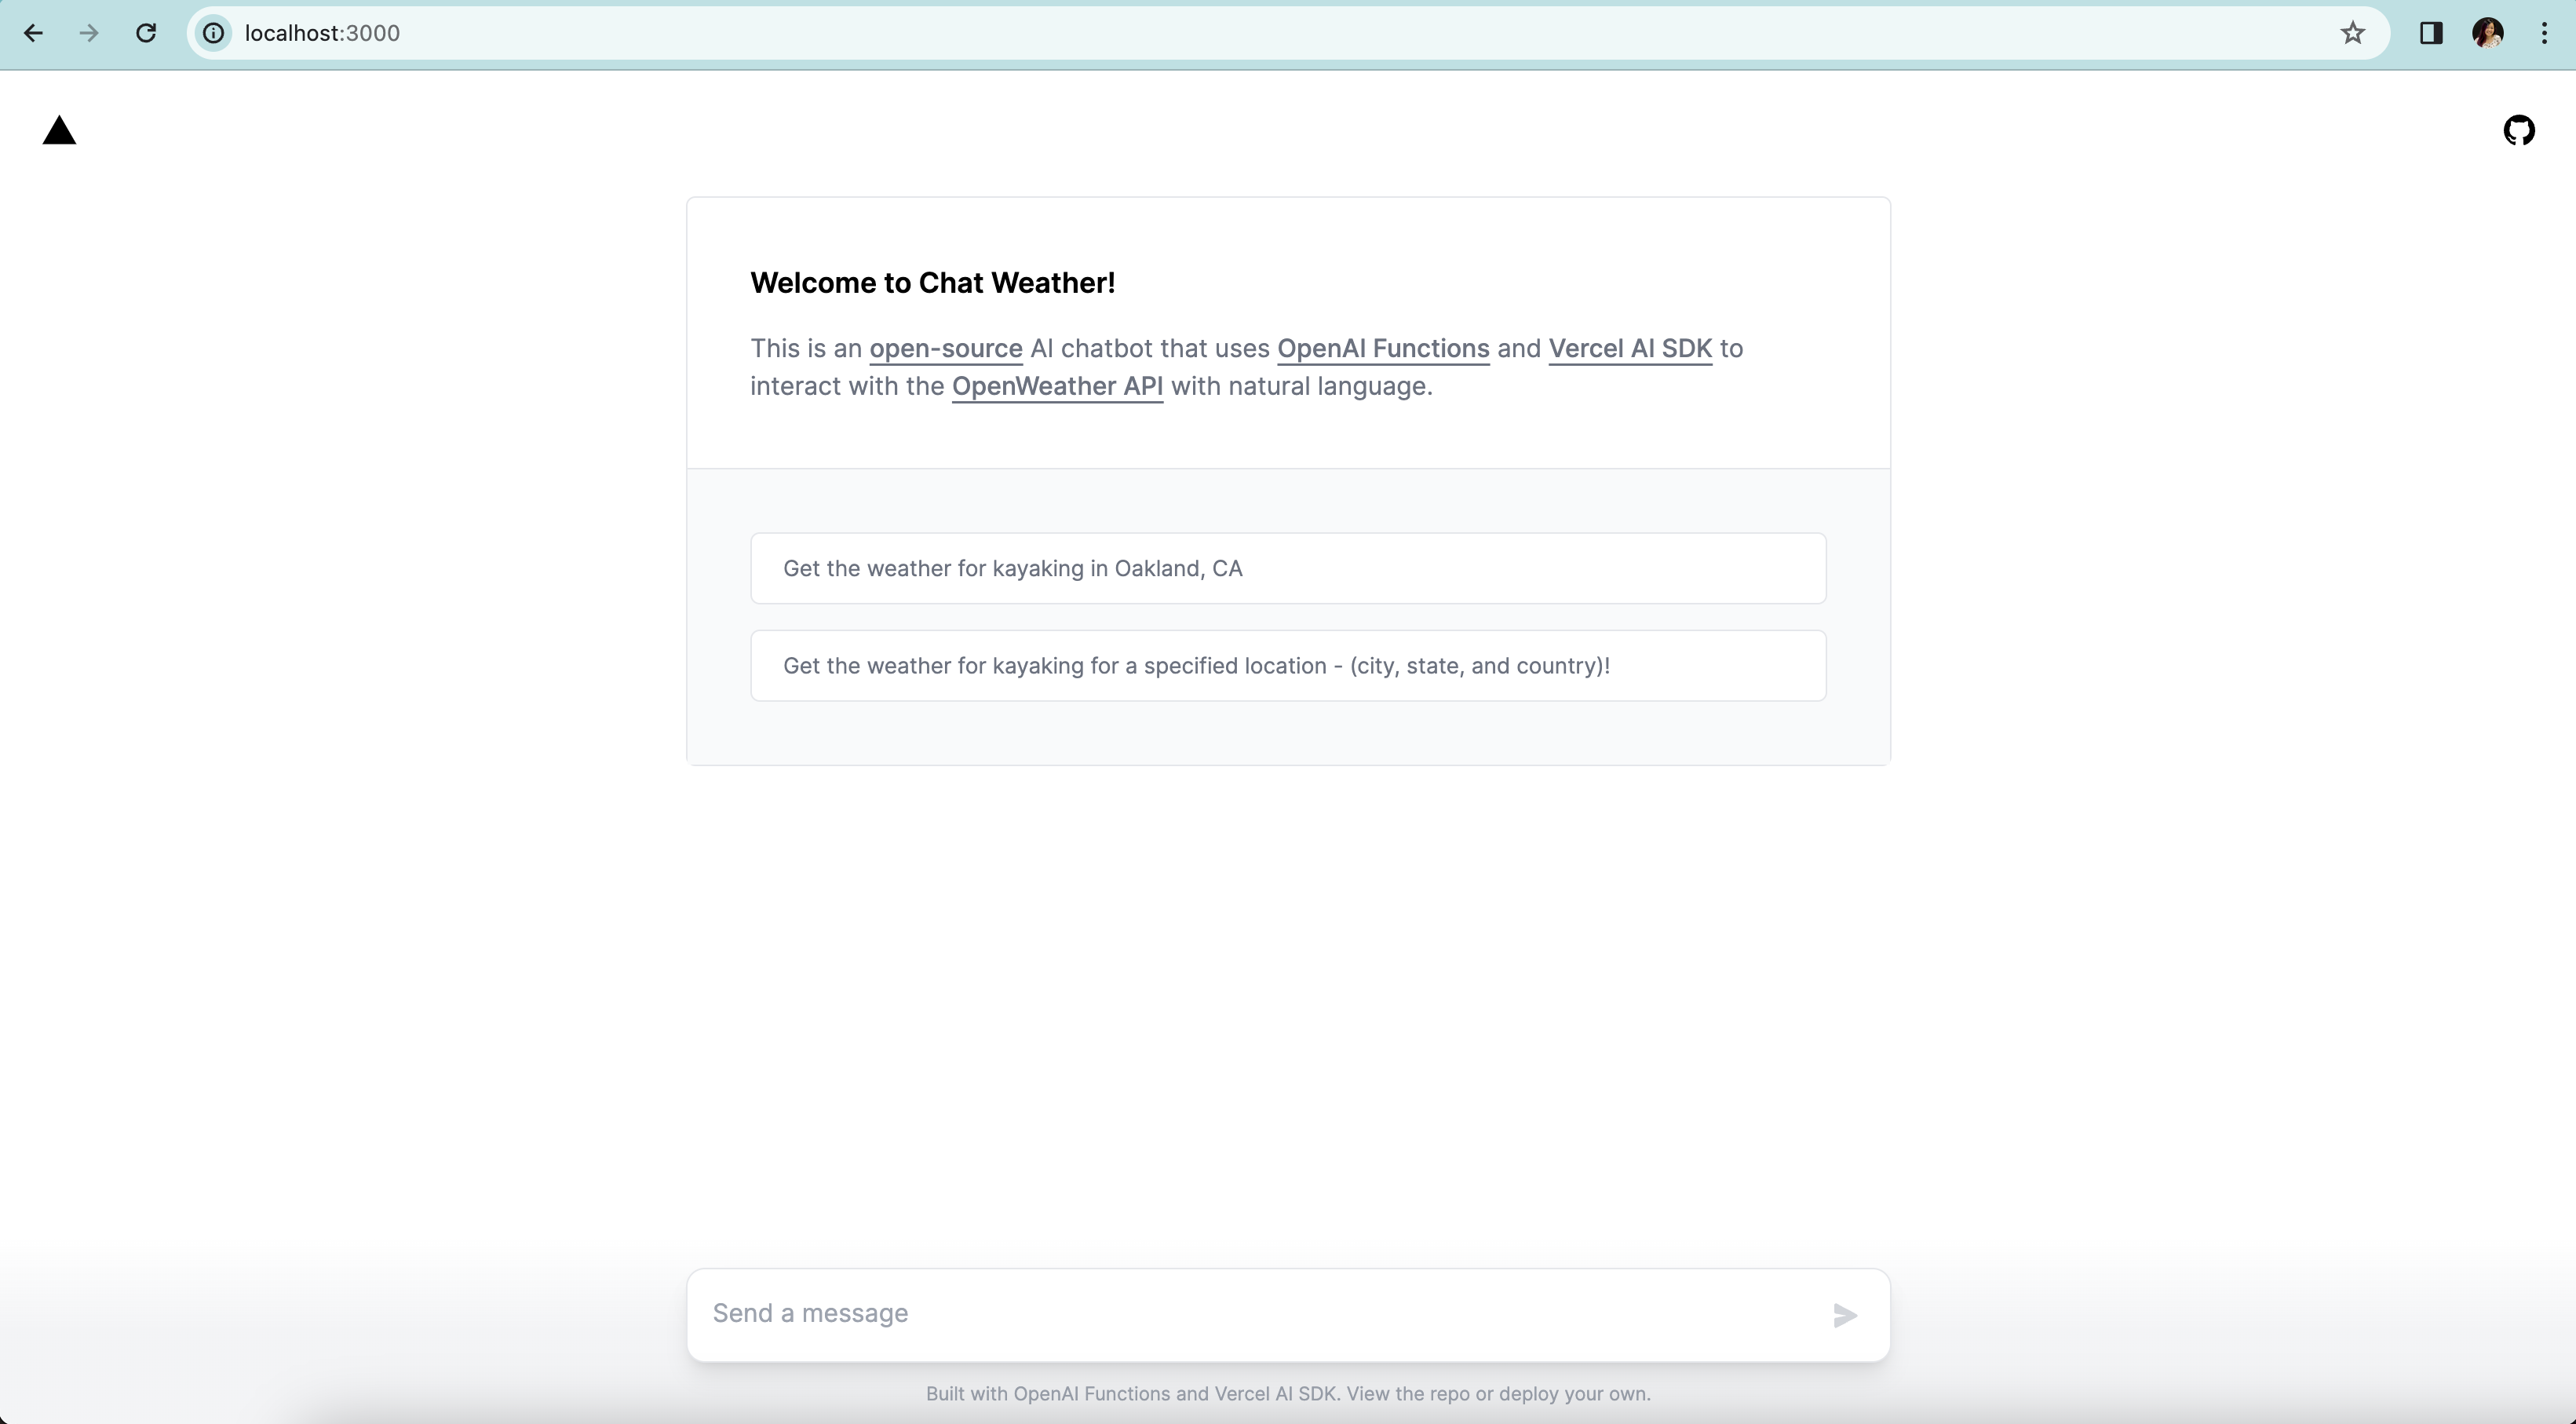 localhost:3000
Welcome to Chat Weather!
This is an open-source AI chatbot that uses OpenAI Functions and Vercel AI SDK to
interact with the OpenWeather API with natural language.
Get the weather for kayaking in Oakland, CA
Get the weather for kayaking for a specified location - (city, state, and country)!
Send a message
Built with OpenAI Functions and Vercel AI SDK. View the repo or deploy your own.